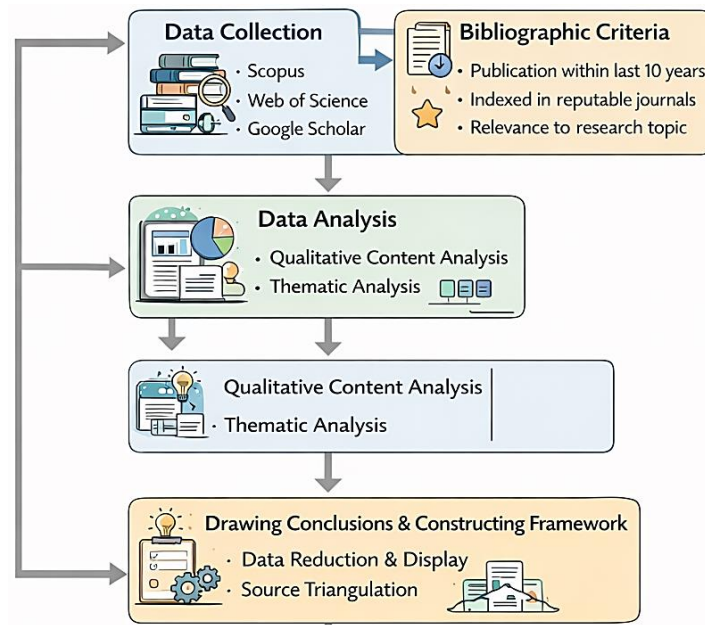 Data Collection
· Scopus
· Web of Science
· Google Scholar
Bibliographic Criteria
· Publication within last 10 years
· Indexed in reputable journals
· Relevance to research topic
Data Analysis
· Qualitative Content Analysis
· Thematic Analysis
Qualitative Content Analysis
· Thematic Analysis
Drawing Conclusions & Constructing Framework
· Data Reduction & Display
· Source Triangulation